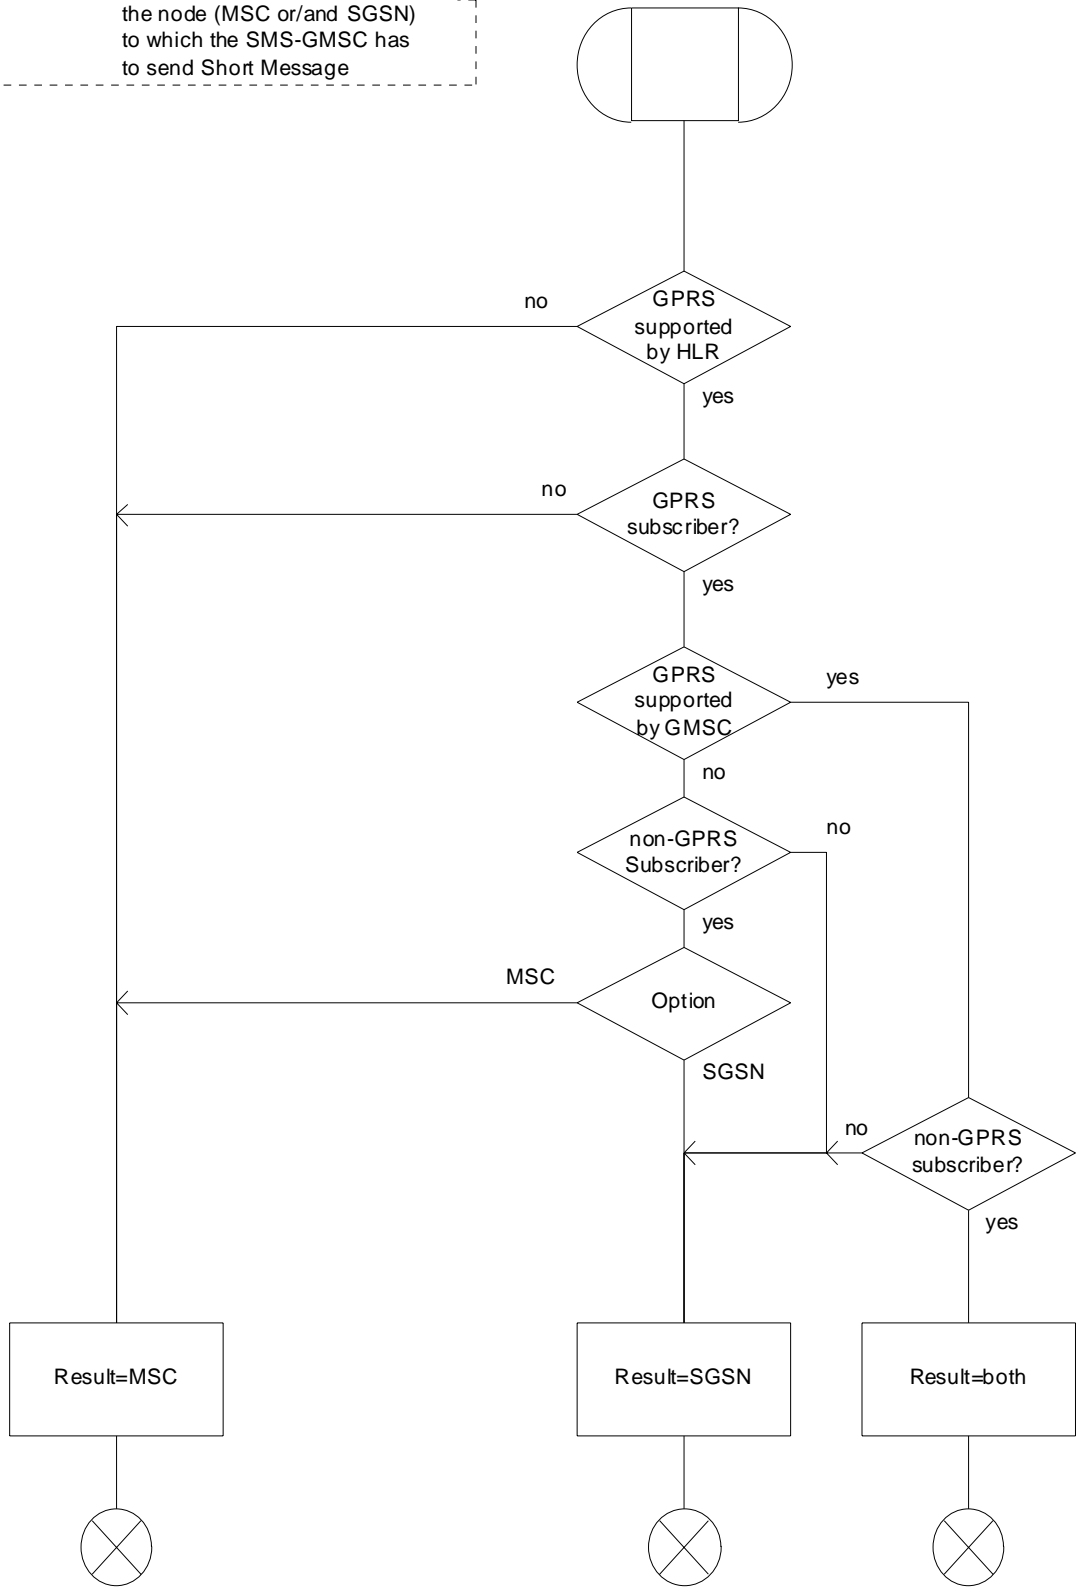 the node (MSC or/and SGSN)
to which the SMS-GMSC has
to send Short Message
no
GPRS
supported
by HLR
yes
no
GPRS
subscriber?
yes
GPRS
supported
by GMSC
yes
no
non-GPRS
Subscriber?
no
yes
MSC
Option
SGSN
no
non-GPRS
subscriber?
yes
Result=MSC
Result=SGSN
Result=both